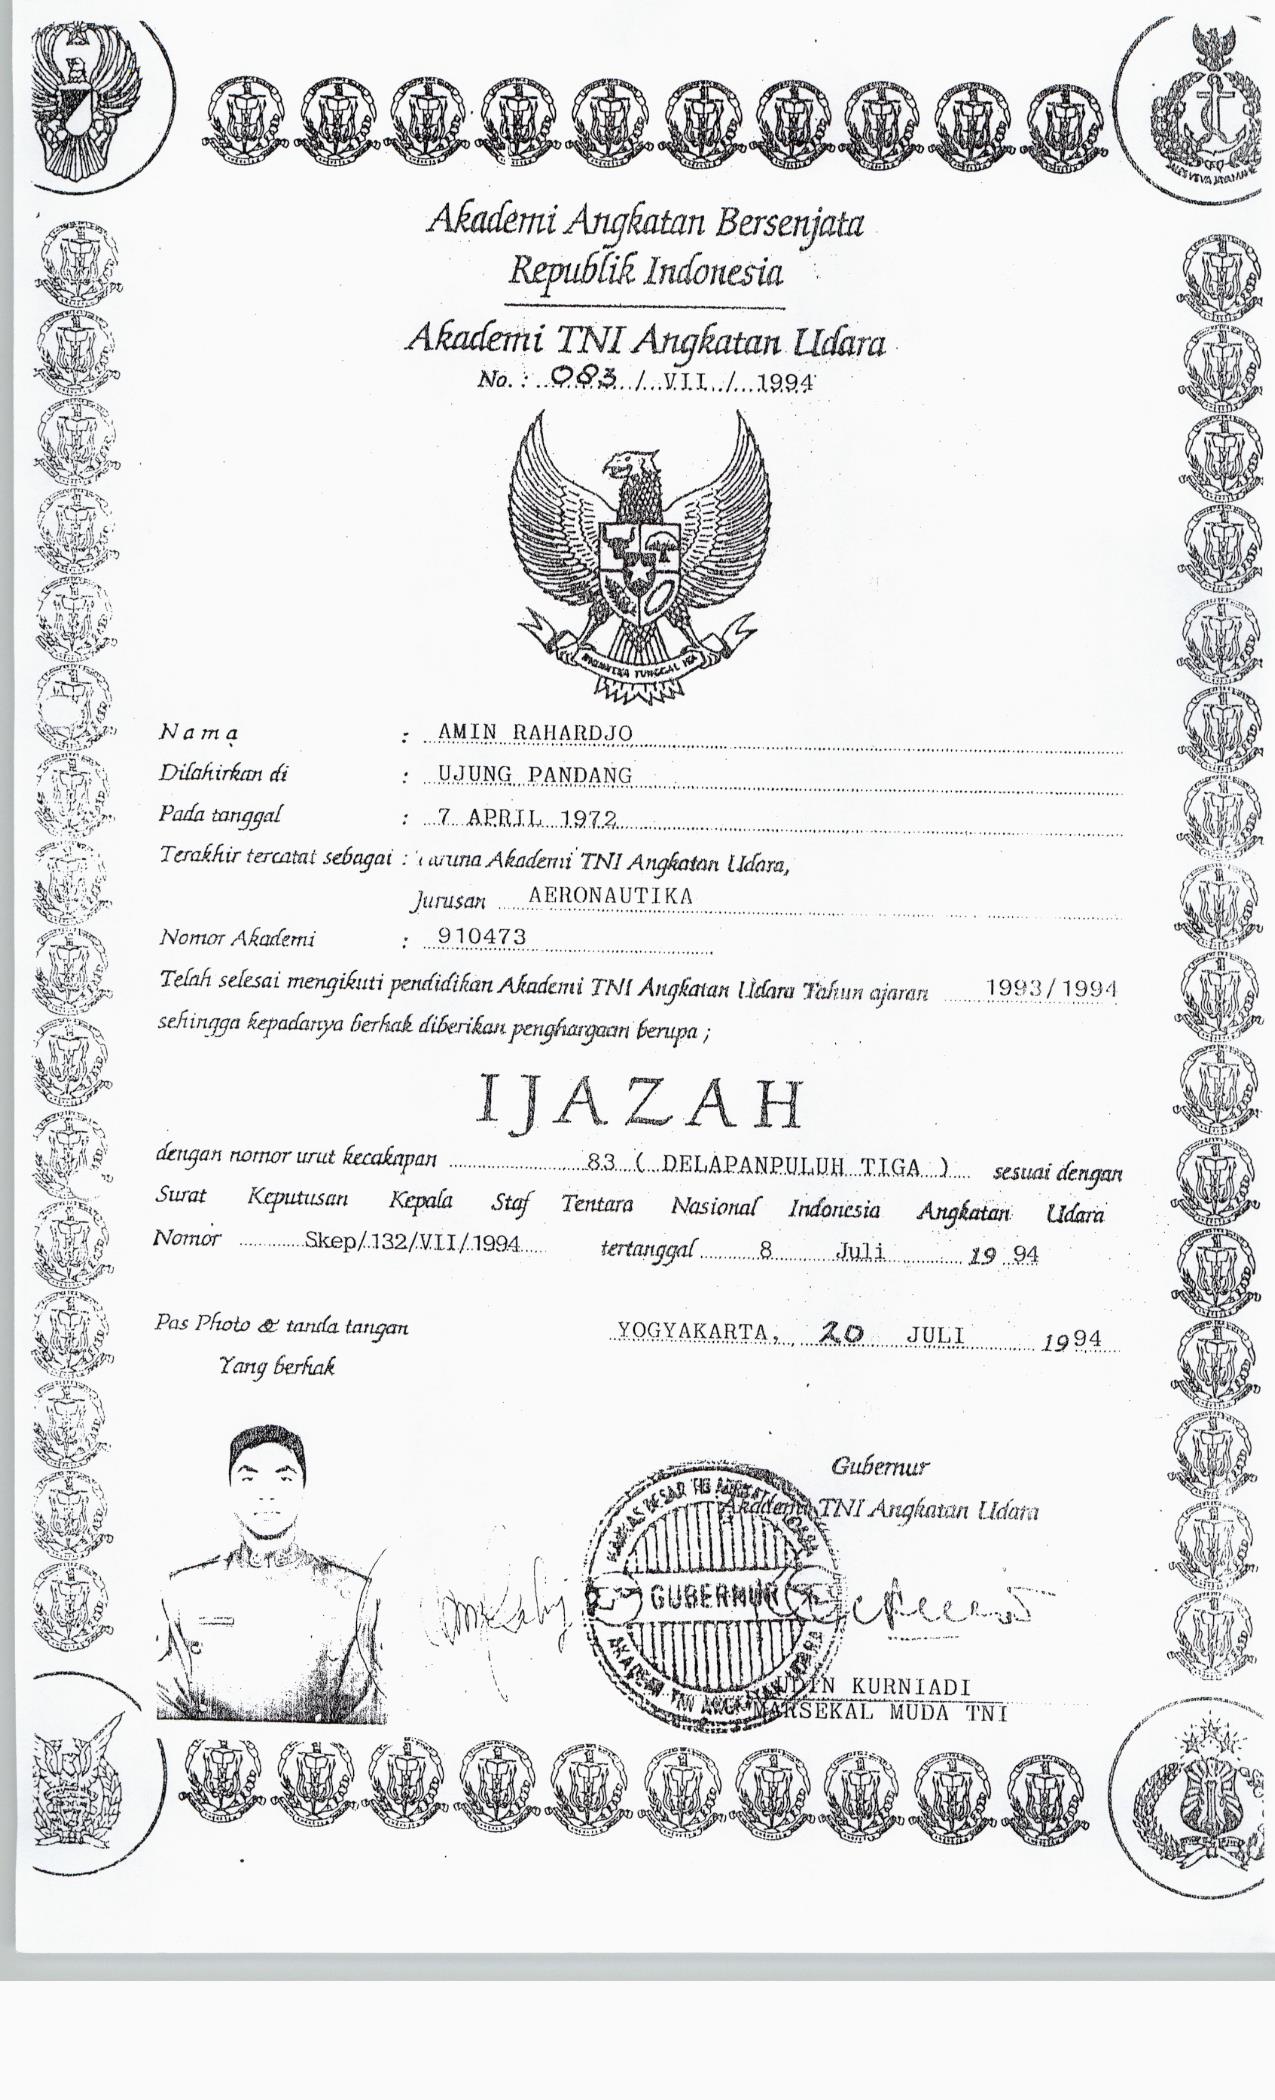 Akademi Angkatan Bersenjata
Republik Indonesia
Akademi TNI Angkatan Udara
No. : 083 / VII / 1994
BHINNEKA TUNGGAL IKA
Nama : AMIN RAHARDJO
Dilahirkan di : UJUNG PANDANG
Pada tanggal : 7 APRIL 1972
Terakhir tercatat sebagai : Taruna Akademi TNI Angkatan Udara,
Jurusan AERONAUTIKA
Nomor Akademi : 910473
Telah selesai mengikuti pendidikan Akademi TNI Angkatan Udara Tahun ajaran 1993/1994
sehingga kepadanya berhak diberikan penghargaan berupa ;
IJAZAH
dengan nomor urut kecakapan 83 ( DELAPANPULUH TIGA ) sesuai dengan
Surat Keputusan Kepala Staf Tentara Nasional Indonesia Angkatan Udara
Nomor Skep/132/VII/1994 tertanggal 8 Juli 19 94
Pas Photo & tanda tangan
Yang berhak
YOGYAKARTA, 20 JULI 1994
Gubernur
Akademi TNI Angkatan Udara
GUBERNUR
AKADEMI TNI ANGKATAN UDARA
KURNIADI
MARSEKAL MUDA TNI